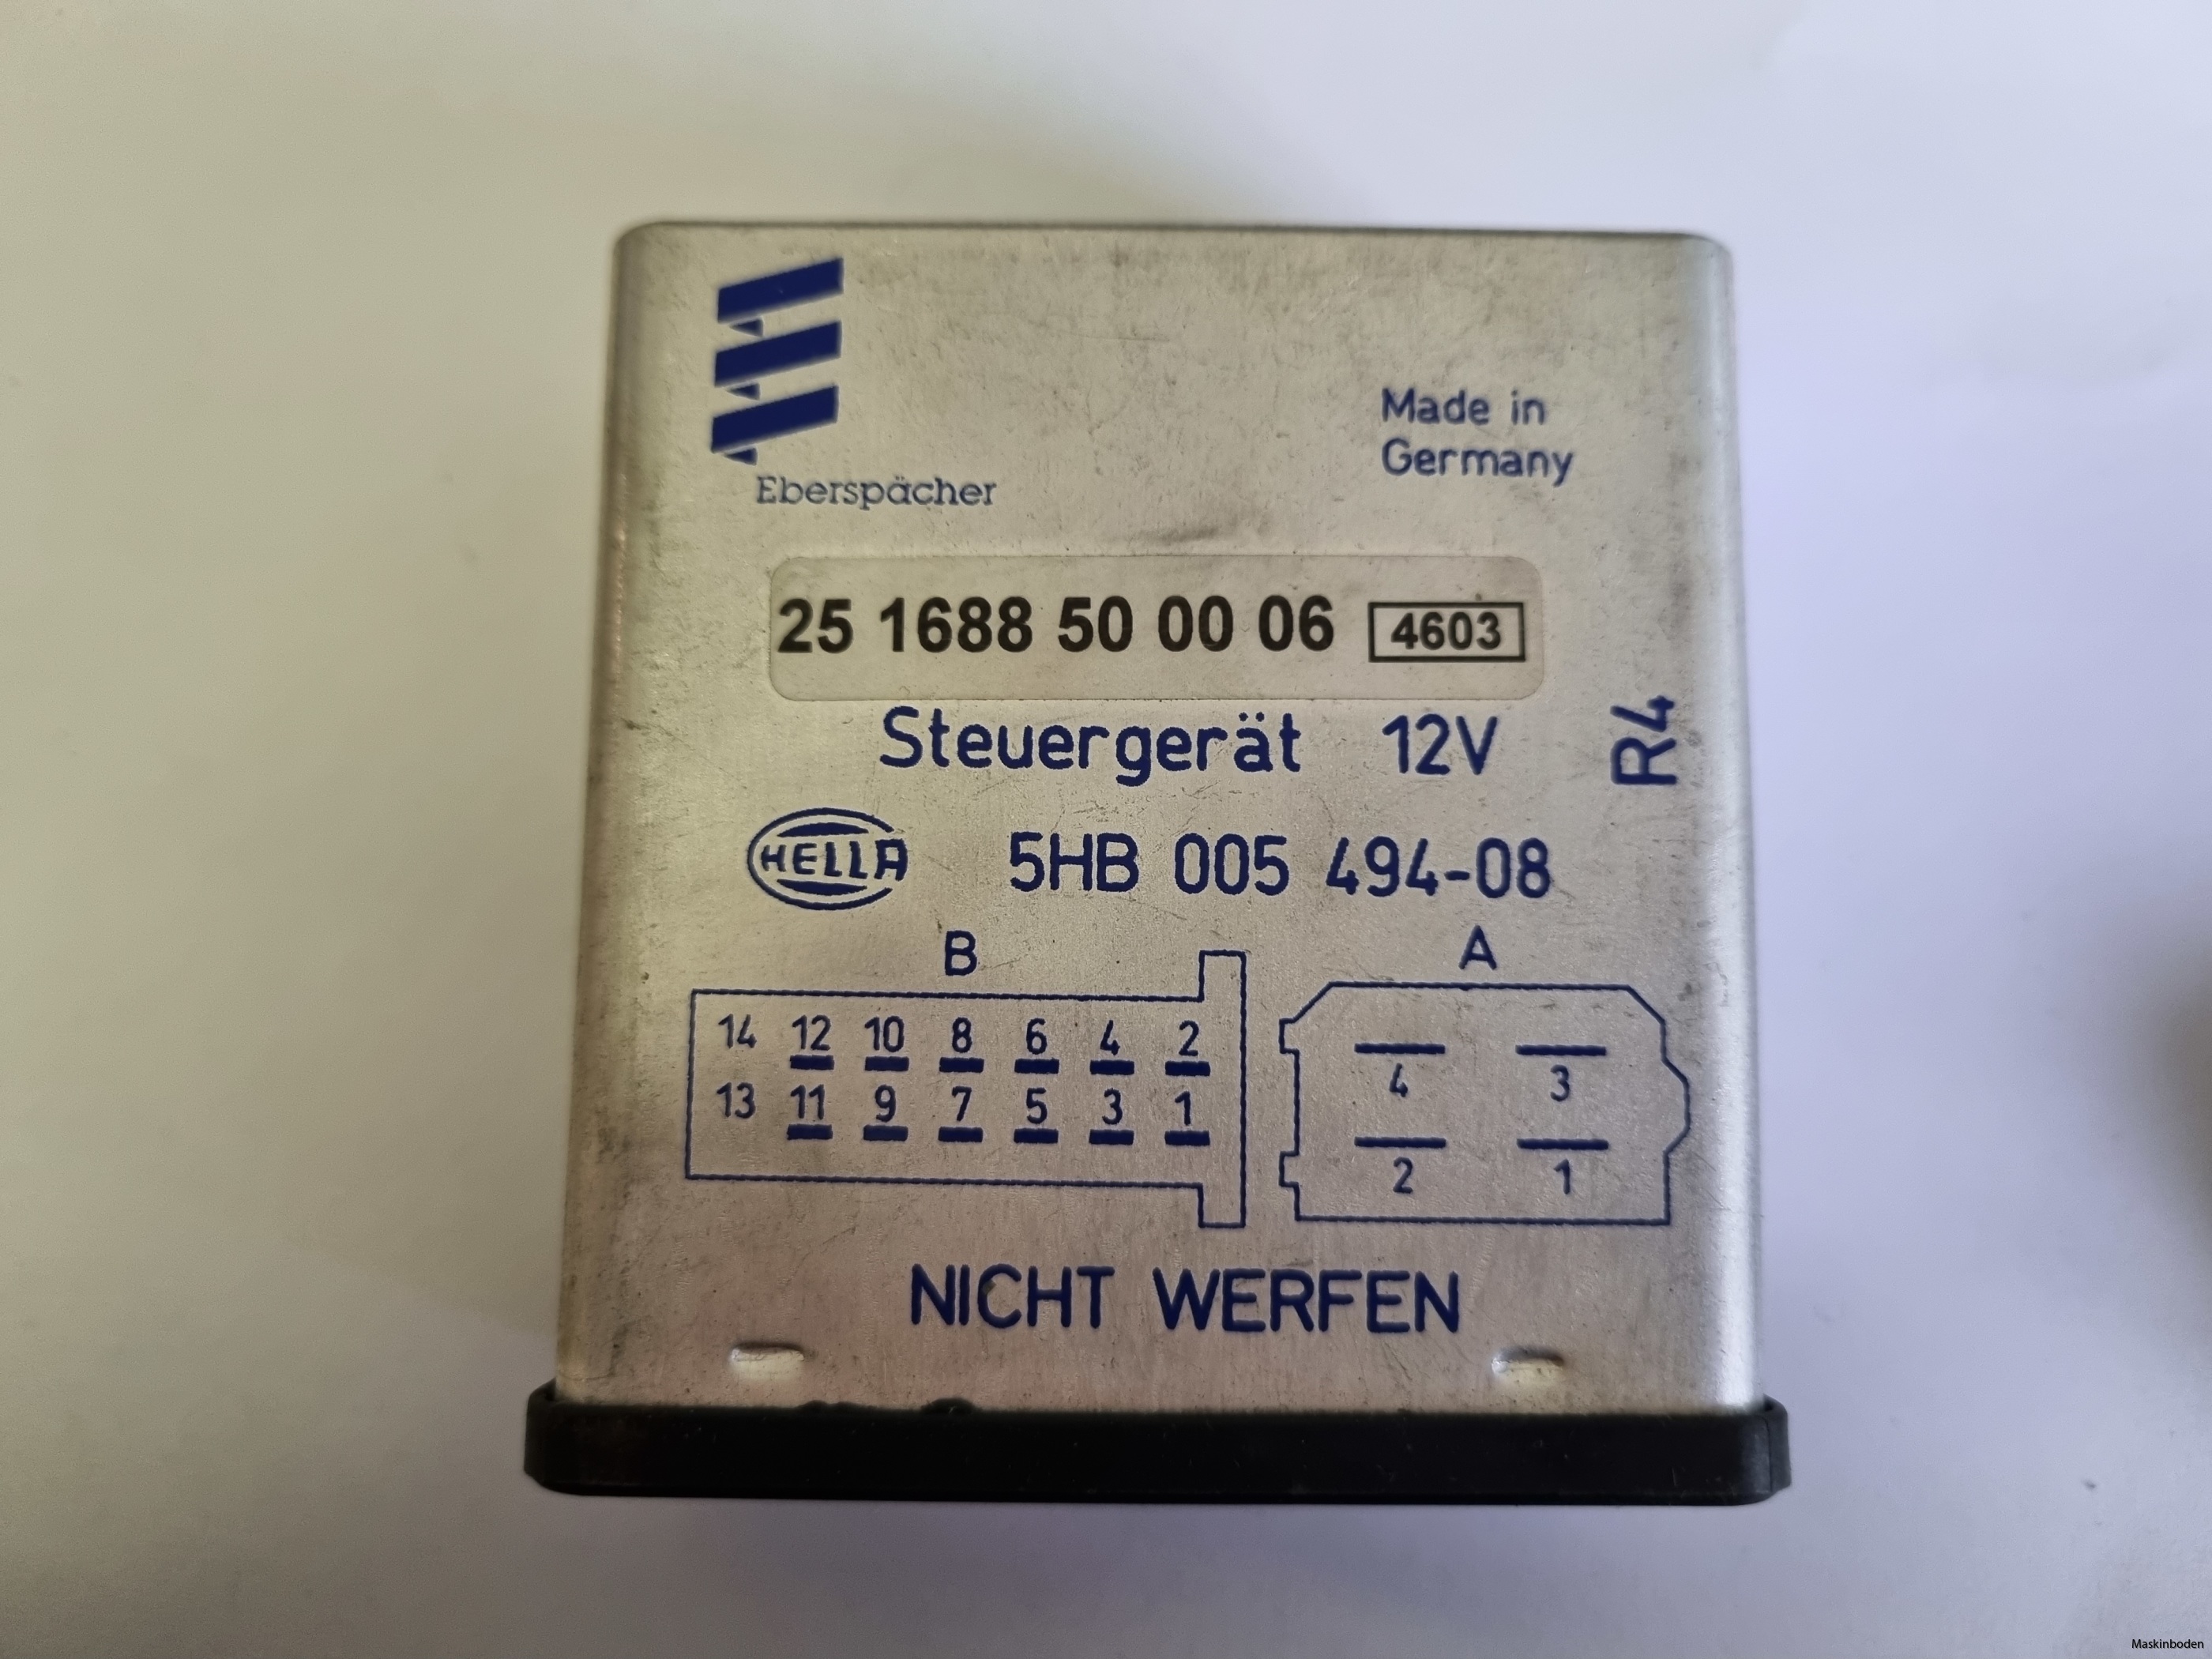 Eberspächer
Made in
Germany
25 1688 50 00 06 4603
Steuergerät 12V
R4
HELLA 5HB 005 494-08
B A
14 12 10 8 6 4 2
13 11 9 7 5 3 1
4 3
2 1
NICHT WERFEN
Maskinboden